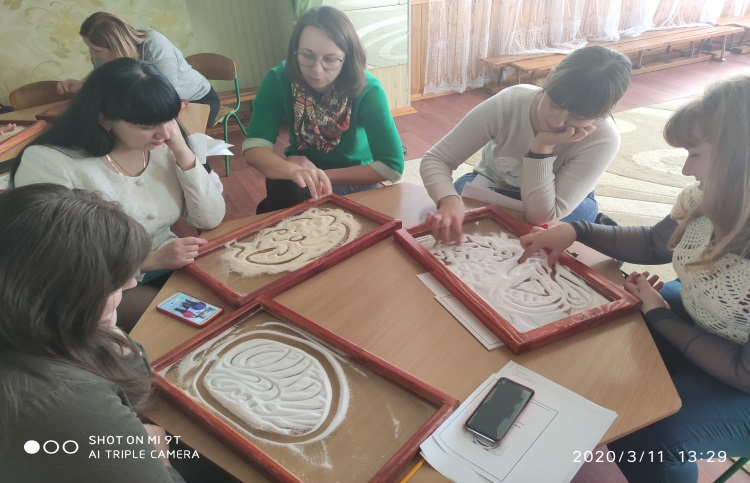 SHOT ON MI 9T
AI TRIPLE CAMERA
2020/3/11 13:29